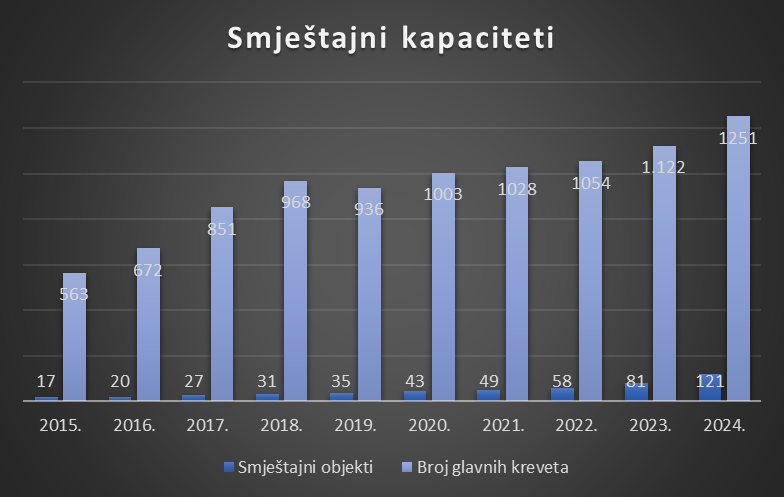 Smještajni kapaciteti
1251
1.122
1054
1028
1003
968
936
851
672
563
17 20 27 31 35 43 49 58 81 121
2015. 2016. 2017. 2018. 2019. 2020. 2021. 2022. 2023. 2024.
Smještajni objekti Broj glavnih kreveta